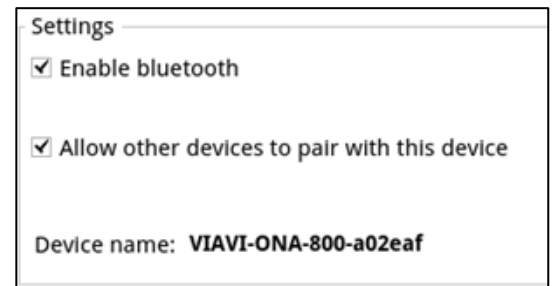 Settings
Enable bluetooth
Allow other devices to pair with this device
Device name: VIAVI-ONA-800-a02eaf